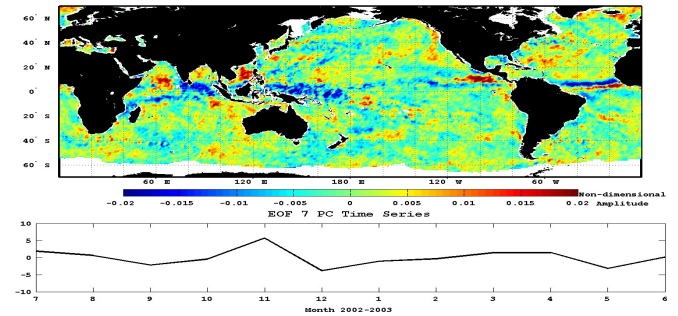 60° N
40° N
20° N
0°
20° S
40° S
60° S
60 E 120 E 180 E 120 W 60 W
-0.02 -0.015 -0.01 -0.005 0 0.005 0.01 0.015 0.02
Non-dimensional
Amplitude
EOF 7 PC Time Series
10
5
0
-5
-10
7 8 9 10 11 12 1 2 3 4 5 6
Month 2002-2003